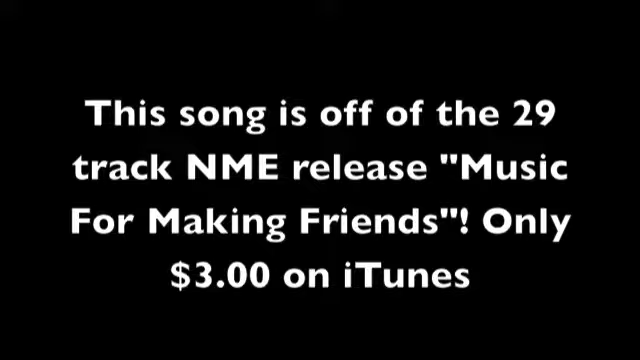 This song is off of the 29
track NME release "Music
For Making Friends"! Only
$3.00 on iTunes